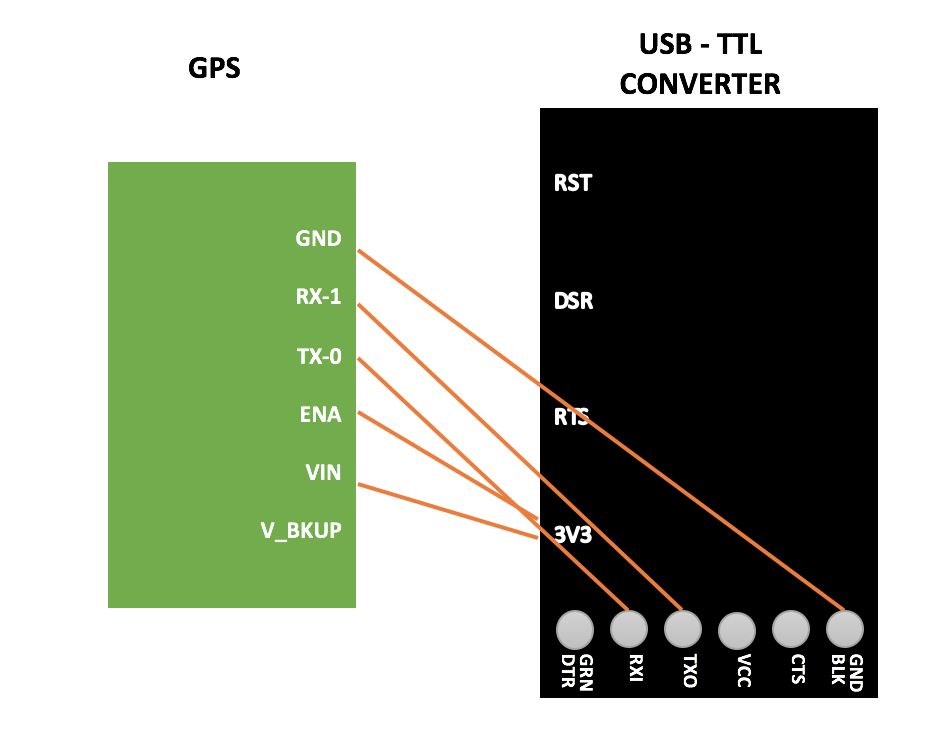 GPS
USB - TTL
CONVERTER
GND
RX-1
TX-0
ENA
VIN
V_BKUP
RST
DSR
RTS
3V3
GRN
DTR
RXI
TXO
VCC
CTS
GND
BLK